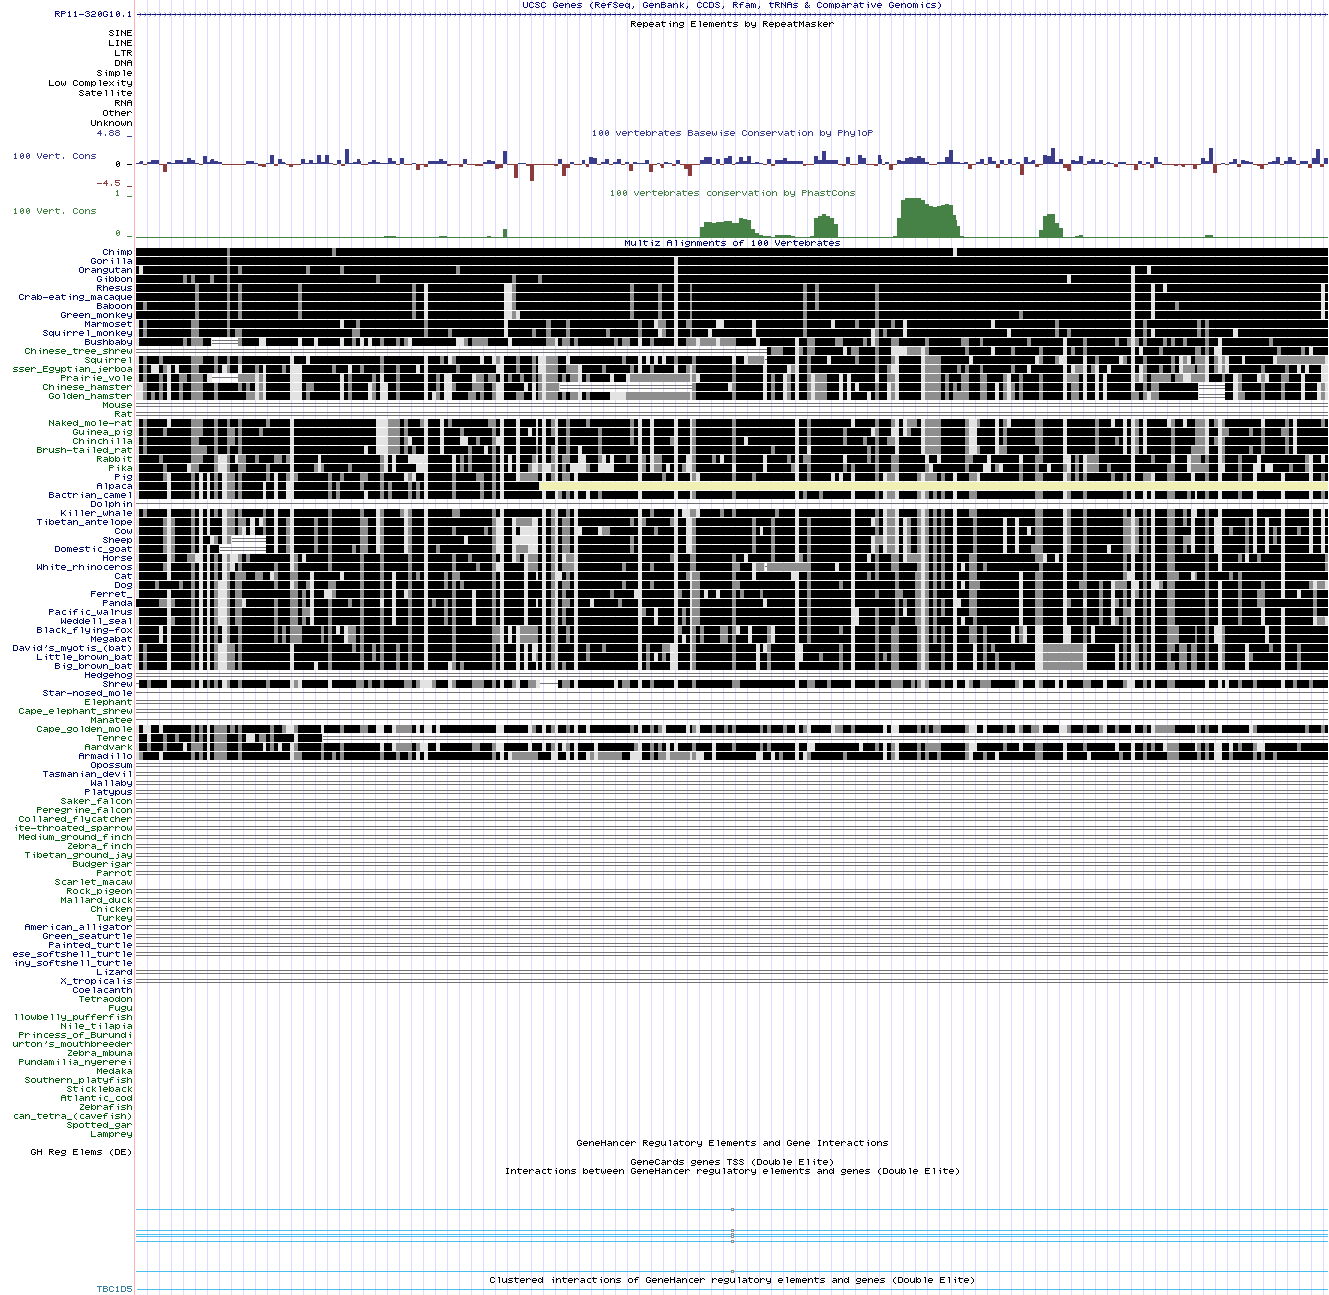 UCSC Genes (RefSeq, GenBank, CCDS, Rfam, tRNAs & Comparative Genomics)
RP11-320G10.1
Repeating Elements by RepeatMasker
SINE
LINE
LTR
DNA
Simple
Low Complexity
Satellite
RNA
Other
Unknown
4.88 _
100 vertebrates Basewise Conservation by PhyloP
100 Vert. Cons
0 -
-4.5 _
1 _
100 vertebrates conservation by PhastCons
100 Vert. Cons
0 _
Multiz Alignments of 100 Vertebrates
Chimp
Gorilla
Orangutan
Gibbon
Rhesus
Crab-eating_macaque
Baboon
Green_monkey
Marmoset
Squirrel_monkey
Bushbaby
Chinese_tree_shrew
Squirrel
sser_Egyptian_jerboa
Prairie_vole
Chinese_hamster
Golden_hamster
Mouse
Rat
Naked_mole-rat
Guinea_pig
Chinchilla
Brush-tailed_rat
Rabbit
Pika
Pig
Alpaca
Bactrian_camel
Dolphin
Killer_whale
Tibetan_antelope
Cow
Sheep
Domestic_goat
Horse
White_rhinoceros
Cat
Dog
Ferret_
Panda
Pacific_walrus
Weddell_seal
Black_flying-fox
Megabat
David's_myotis_(bat)
Little_brown_bat
Big_brown_bat
Hedgehog
Shrew
Star-nosed_mole
Elephant
Cape_elephant_shrew
Manatee
Cape_golden_mole
Tenrec
Aardvark
Armadillo
Opossum
Tasmanian_devil
Wallaby
Platypus
Saker_falcon
Peregrine_falcon
Collared_flycatcher
ite-throated_sparrow
Medium_ground_finch
Zebra_finch
Tibetan_ground_jay
Budgerigar
Parrot
Scarlet_macaw
Rock_pigeon
Mallard_duck
Chicken
Turkey
American_alligator
Green_seaturtle
Painted_turtle
ese_softshell_turtle
iny_softshell_turtle
Lizard
X_tropicalis
Coelacanth
Tetraodon
Fugu
llowbelly_pufferfish
Nile_tilapia
Princess_of_Burundi
urton's_mouthbreeder
Zebra_mbuna
Pundamilia_nyererei
Medaka
Southern_platyfish
Stickleback
Atlantic_cod
Zebrafish
can_tetra_(cavefish)
Spotted_gar
Lamprey
GeneHancer Regulatory Elements and Gene Interactions
GH Reg Elems (DE)
GeneCards genes TSS (Double Elite)
Interactions between GeneHancer regulatory elements and genes (Double Elite)
Clustered interactions of GeneHancer regulatory elements and genes (Double Elite)
TBC1D5